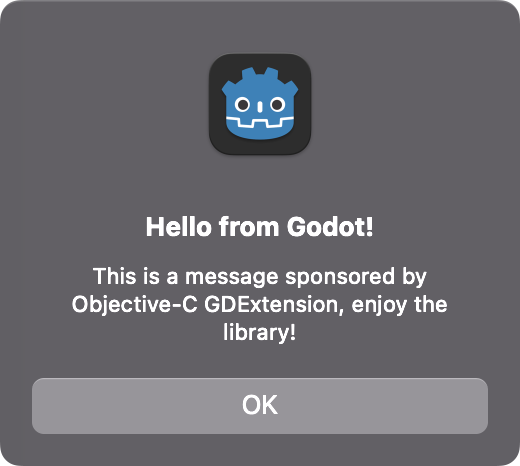 Hello from Godot!
This is a message sponsored by
Objective-C GDExtension, enjoy the
library!
OK